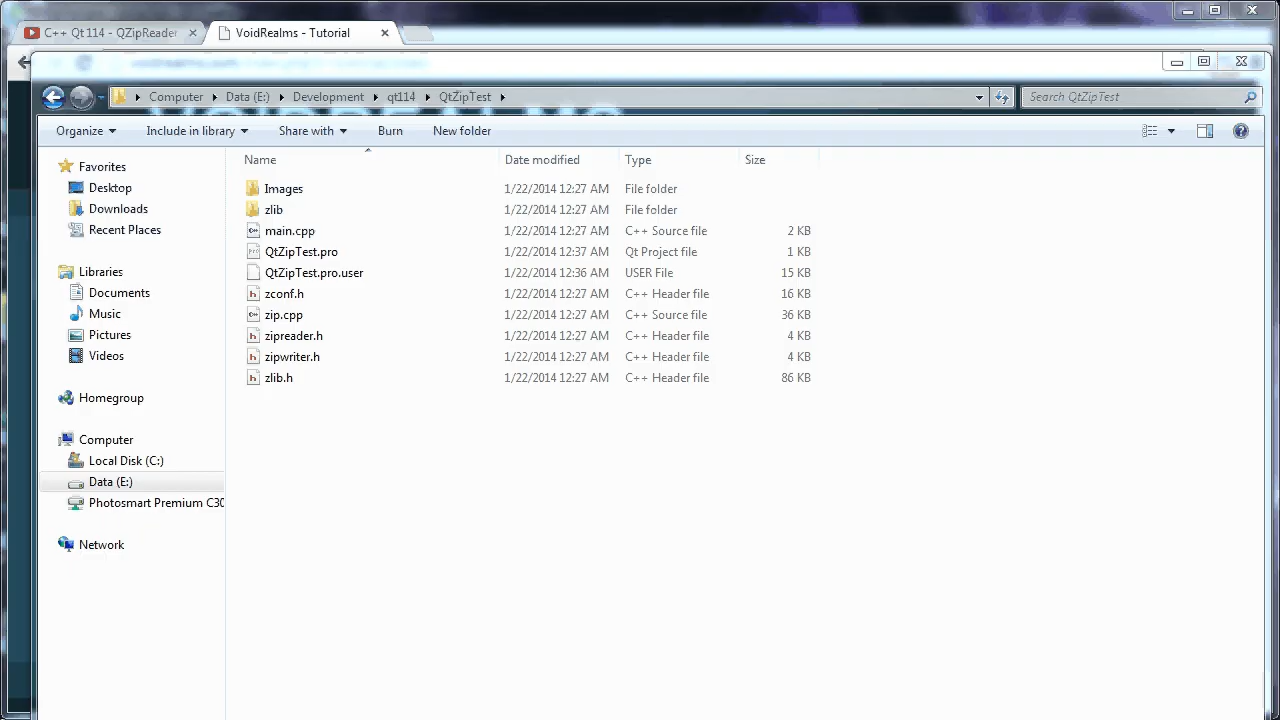 C++ Qt 114 - QZipReader
VoidRealms - Tutorial
Computer Data (E:) Development qt114 QtZipTest
Search QtZipTest
Organize Include in library Share with Burn New folder
Name Date modified Type Size
Favorites
Desktop
Downloads
Recent Places
Libraries
Documents
Music
Pictures
Videos
Homegroup
Computer
Local Disk (C:)
Data (E:)
Photosmart Premium C30
Network
Images 1/22/2014 12:27 AM File folder
zlib 1/22/2014 12:27 AM File folder
main.cpp 1/22/2014 12:27 AM C++ Source file 2 KB
QtZipTest.pro 1/22/2014 12:37 AM Qt Project file 1 KB
QtZipTest.pro.user 1/22/2014 12:36 AM USER File 15 KB
zconf.h 1/22/2014 12:27 AM C++ Header file 16 KB
zip.cpp 1/22/2014 12:27 AM C++ Source file 36 KB
zipreader.h 1/22/2014 12:27 AM C++ Header file 4 KB
zipwriter.h 1/22/2014 12:27 AM C++ Header file 4 KB
zlib.h 1/22/2014 12:27 AM C++ Header file 86 KB